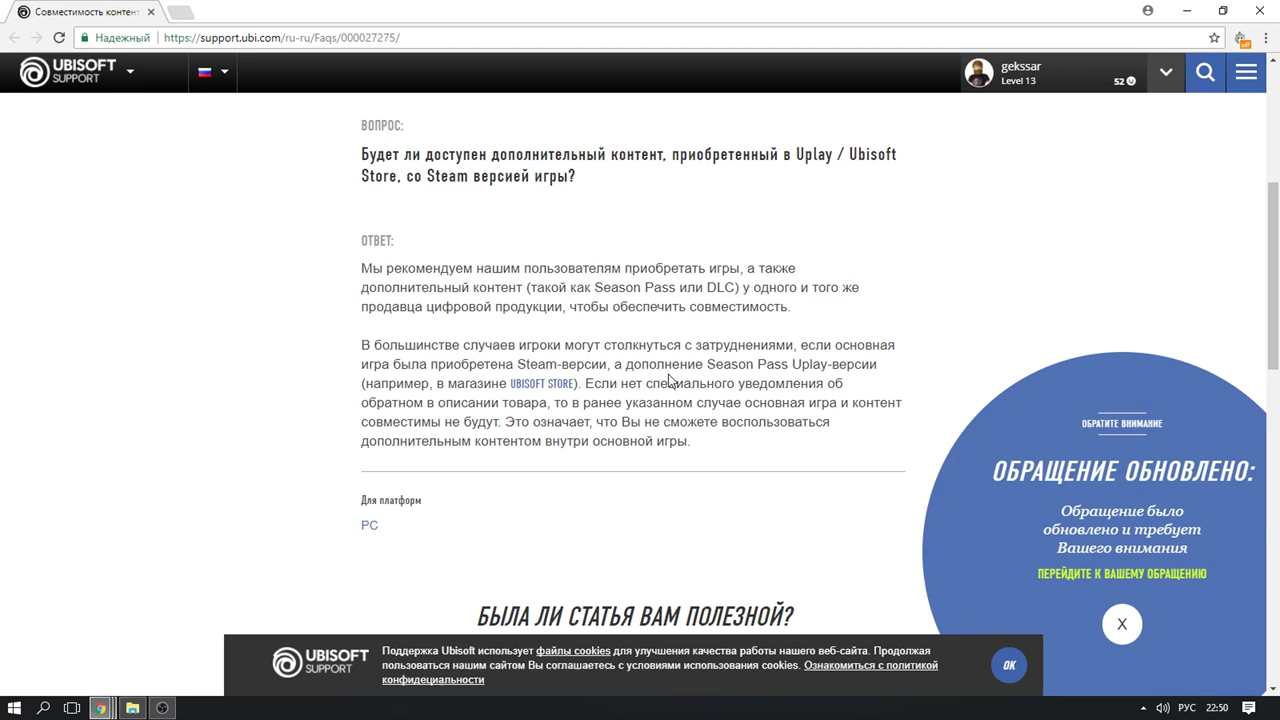 Совместимость контен
Надежный
https://support.ubi.com/ru-ru/Faqs/000027275/
off
UBISOFT
SUPPORT
gekssar
Level 13
52
ВОПРОС:
Будет ли доступен дополнительный контент, приобретенный в Uplay / Ubisoft
Store, со Steam версией игры?
ОТВЕТ:
Мы рекомендуем нашим пользователям приобретать игры, а также
дополнительный контент (такой как Season Pass или DLC) у одного и того же
продавца цифровой продукции, чтобы обеспечить совместимость.
В большинстве случаев игроки могут столкнуться с затруднениями, если основная
игра была приобретена Steam-версии, а дополнение Season Pass Uplay-версии
(например, в магазине UBISOFT STORE). Если нет специального уведомления об
обратном в описании товара, то в ранее указанном случае основная игра и контент
совместимы не будут. Это означает, что Вы не сможете воспользоваться
дополнительным контентом внутри основной игры.
Для платформ
PC
БЫЛА ЛИ СТАТЬЯ ВАМ ПОЛЕЗНОЙ?
ОБРАТИТЕ ВНИМАНИЕ
ОБРАЩЕНИЕ ОБНОВЛЕНО:
Обращение было
обновлено и требует
Вашего внимания
ПЕРЕЙДИТЕ К ВАШЕМУ ОБРАЩЕНИЮ
X
UBISOFT
SUPPORT
Поддержка Ubisoft использует файлы cookies для улучшения качества работы нашего веб-сайта. Продолжая
пользоваться нашим сайтом Вы соглашаетесь с условиями использования cookies. Ознакомиться с политикой
конфидециальности
OK
РУС
22:50